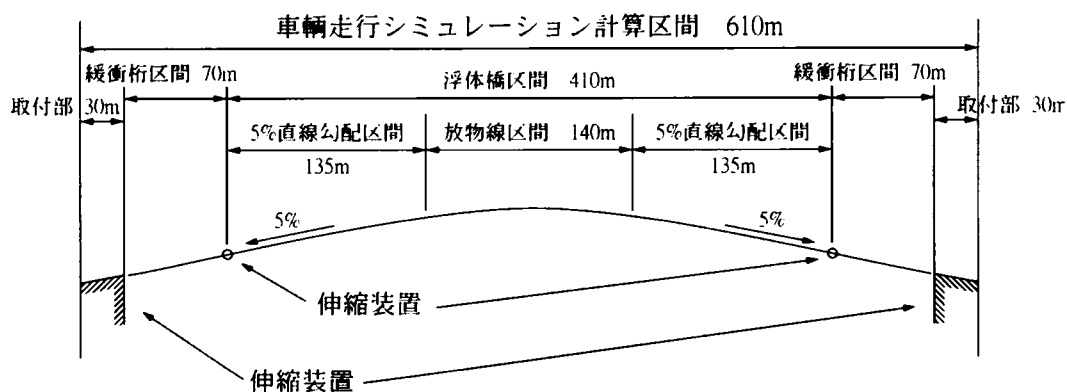 車輌走行シミュレーション計算区間 610m
緩衝桁区間 70m
浮体橋区間 410m
緩衝桁区間 70m
取付部 30m
取付部 30m
5%直線勾配区間
放物線区間 140m
5%直線勾配区間
135m
135m
5%
5%
伸縮装置
伸縮装置